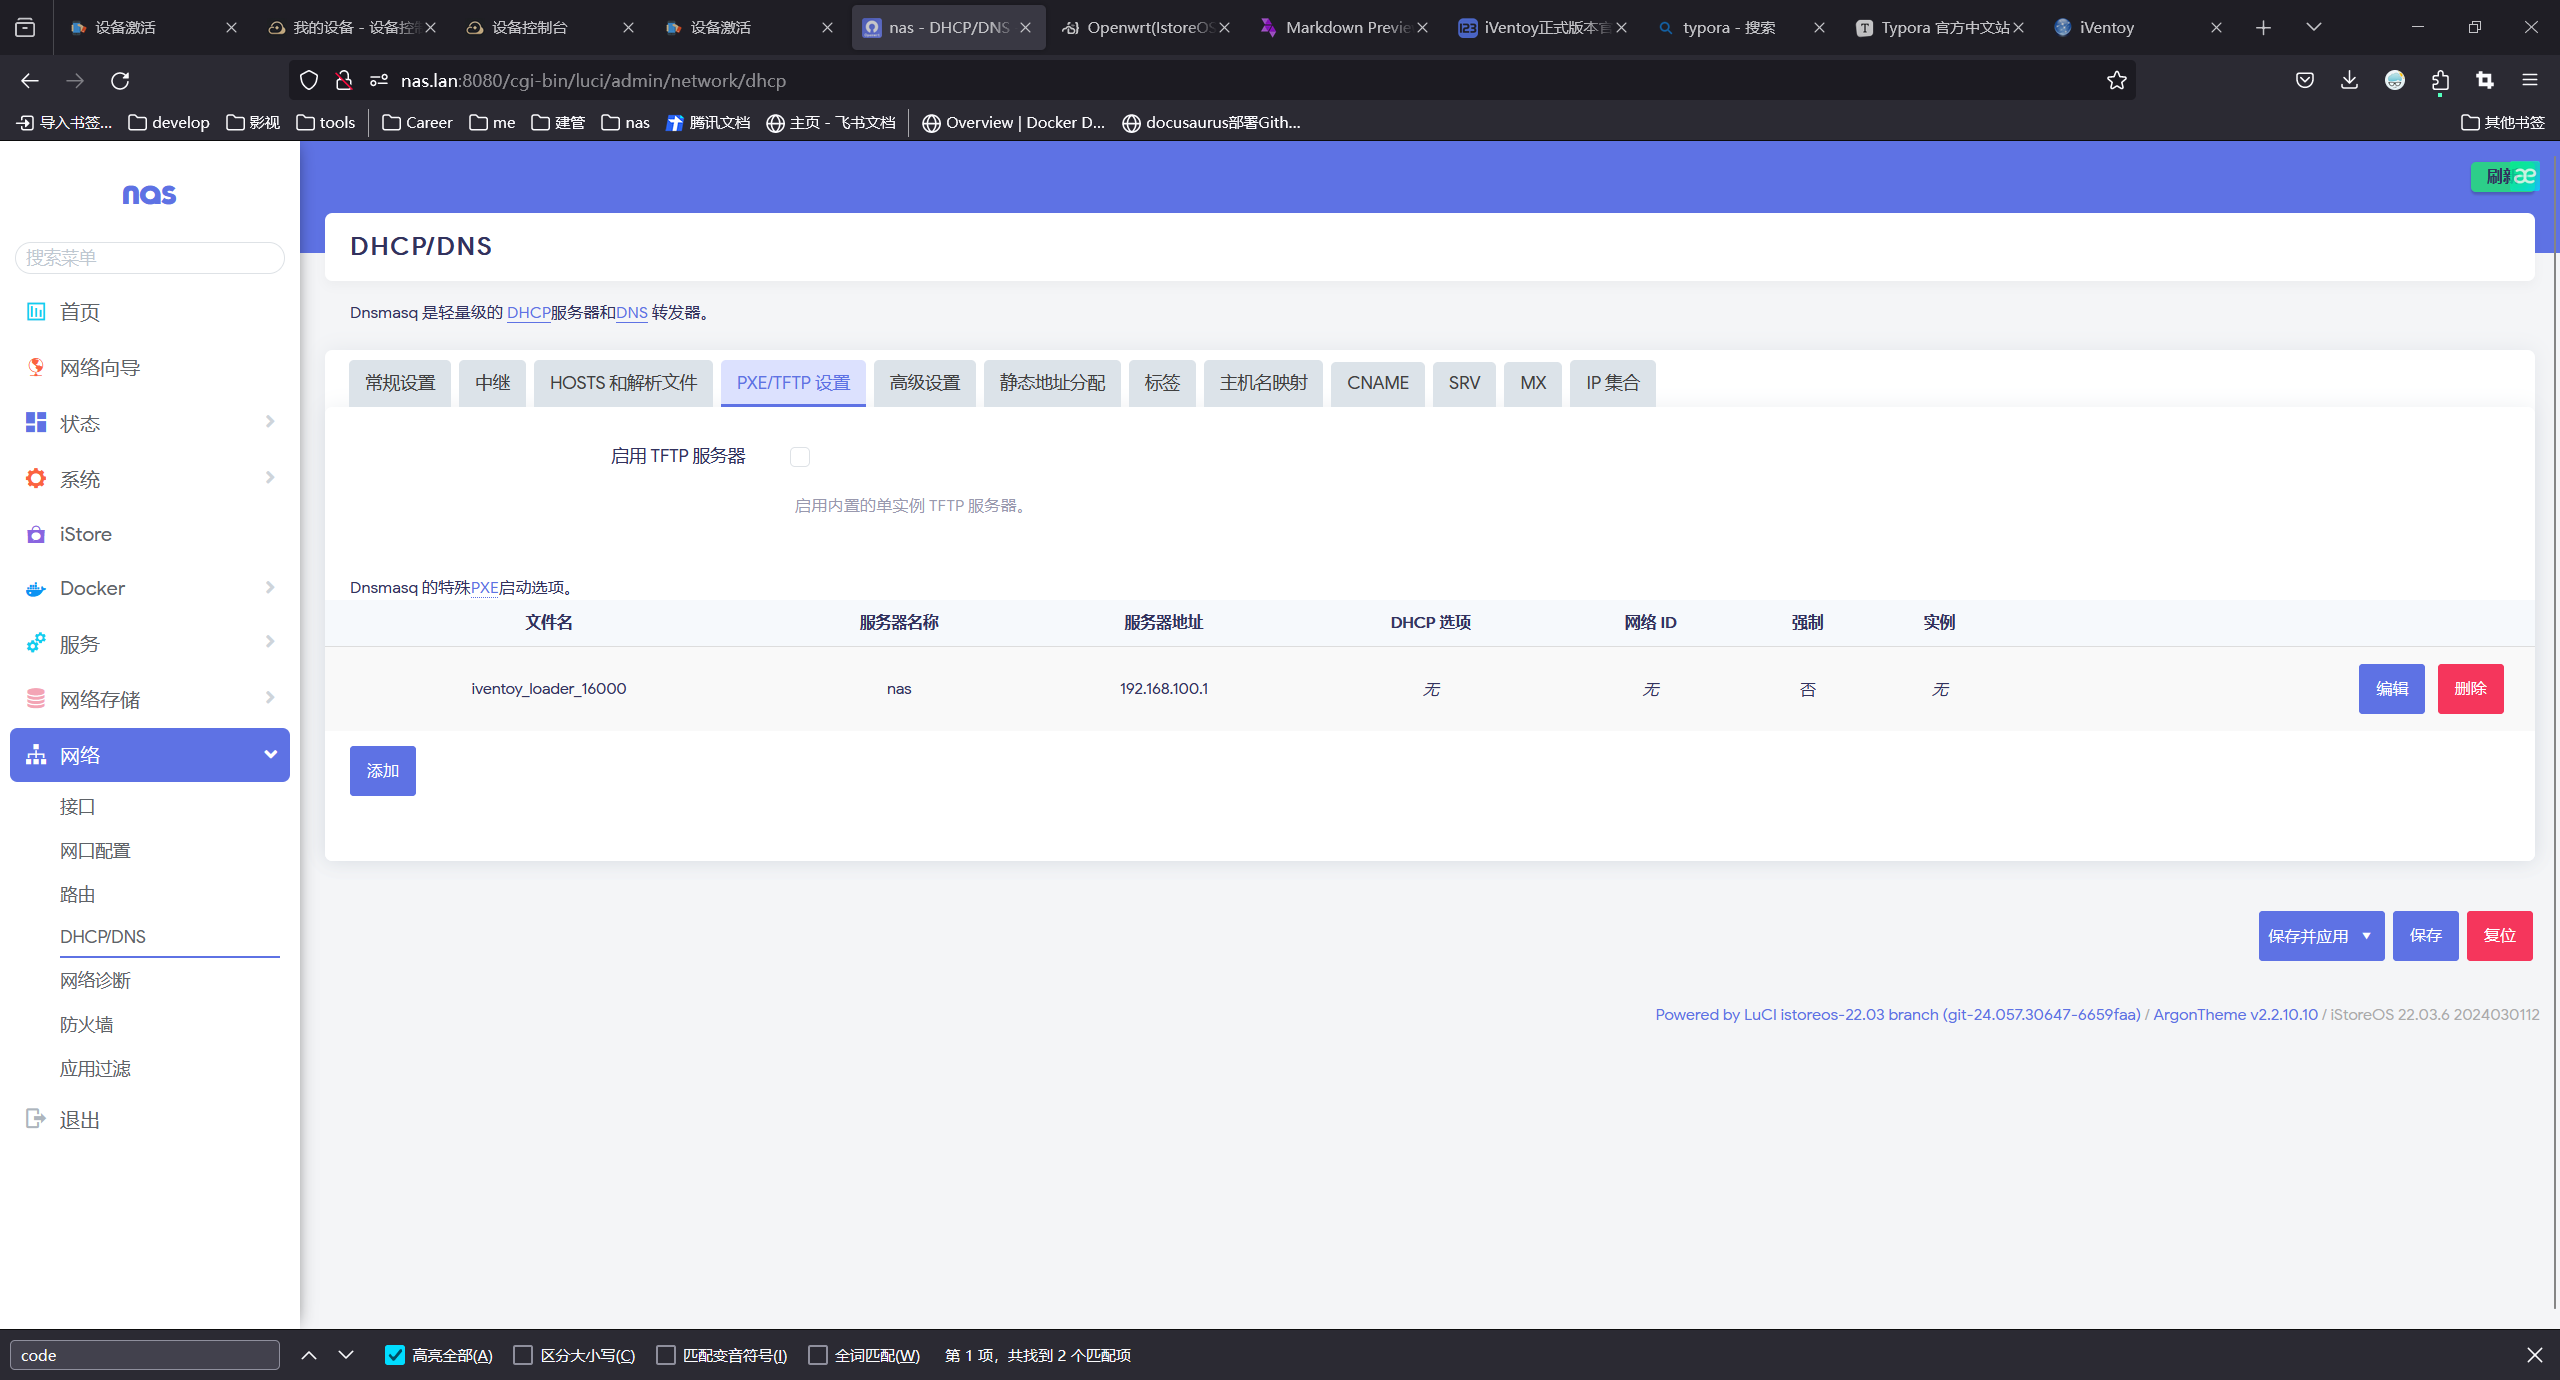 设备激活
我的设备 - 设备控制
设备控制台
设备激活
nas - DHCP/DNS
Openwrt(IstoreOS
Markdown Previe
iVentoy正式版本官
typora - 搜索
Typora 官方中文站
iVentoy
nas.lan:8080/cgi-bin/luci/admin/network/dhcp
导入书签... develop 影视 tools Career me 建管 nas 腾讯文档 主页 - 飞书文档 Overview | Docker D... docusaurus部署Gith... 其他书签
nas
搜索菜单
首页
网络向导
状态
系统
iStore
Docker
服务
网络存储
网络
接口
网口配置
路由
DHCP/DNS
网络诊断
防火墙
应用过滤
退出
DHCP/DNS
Dnsmasq 是轻量级的 DHCP服务器和DNS 转发器。
常规设置 中继 HOSTS 和解析文件 PXE/TFTP 设置 高级设置 静态地址分配 标签 主机名映射 CNAME SRV MX IP 集合
启用 TFTP 服务器
启用内置的单实例 TFTP 服务器。
Dnsmasq 的特殊PXE启动选项。
文件名 服务器名称 服务器地址 DHCP 选项 网络 ID 强制 实例
iventoy_loader_16000 nas 192.168.100.1 无 无 否 无 编辑 删除
添加
保存并应用 保存 复位
Powered by LuCI istoreos-22.03 branch (git-24.057.30647-6659faa) / ArgonTheme v2.2.10.10 / iStoreOS 22.03.6 2024030112
code 高亮全部(A) 区分大小写(C) 匹配变音符号(I) 全词匹配(W) 第 1 项，共找到 2 个匹配项